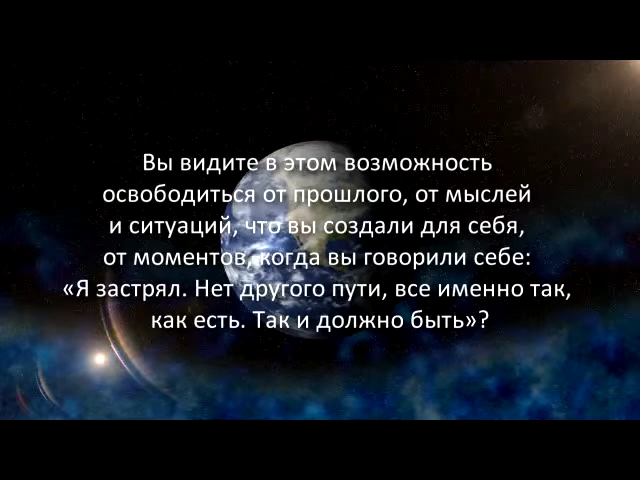 Вы видите в этом возможность
освободиться от прошлого, от мыслей
и ситуаций, что вы создали для себя,
от моментов, когда вы говорили себе:
«Я застрял. Нет другого пути, все именно так,
как есть. Так и должно быть»?